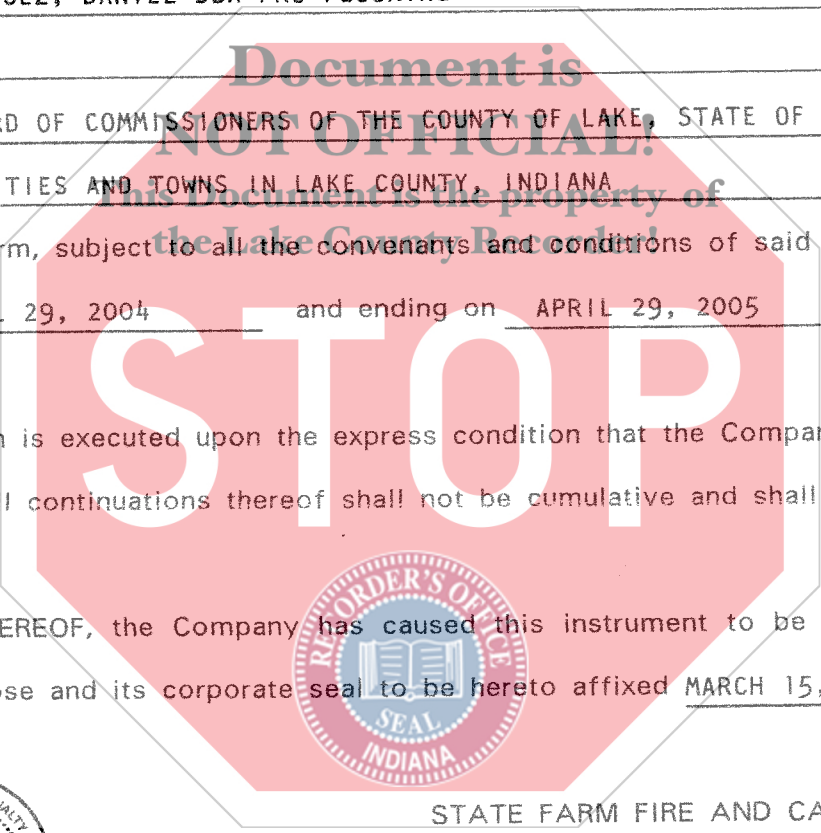 DANIEL DBA PRO
Document is
RD OF COMMISSIONERS OF THE COUNTY OF LAKE, STATE OF
NOT OFFICIAL!
TIES AND TOWNS IN LAKE COUNTY, INDIANA
This Document is the property of
rm, subject to all the convenants and conditions of said
the Lake County Recorder!
29, 2004 and ending on APRIL 29, 2005
STOP
is executed upon the express condition that the Compa
l continuations thereof shall not be cumulative and shall
EREOF, the Company has caused this instrument to be
ose and its corporate seal to be hereto affixed MARCH 15,
RECORDER'S OFFICE
SEAL
INDIANA
STATE FARM FIRE AND CA